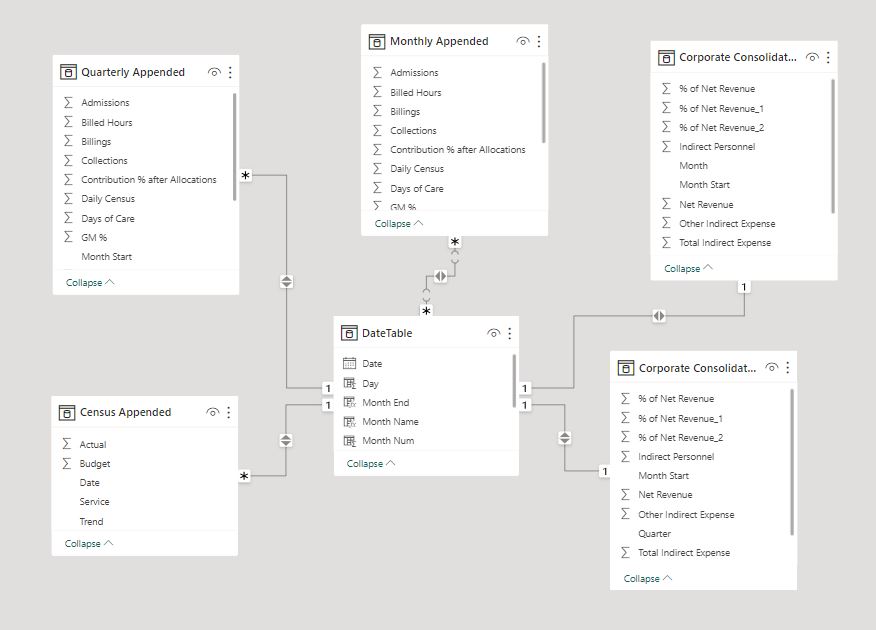 Quarterly Appended
Admissions
Billed Hours
Billings
Collections
Contribution % after Allocations
Daily Census
Days of Care
GM %
Month Start
Collapse
Monthly Appended
Admissions
Billed Hours
Billings
Collections
Contribution % after Allocations
Daily Census
Days of Care
GM %
Collapse
Corporate Consolidat...
% of Net Revenue
% of Net Revenue_1
% of Net Revenue_2
Indirect Personnel
Month
Month Start
Net Revenue
Other Indirect Expense
Total Indirect Expense
Collapse
*
*
*
1
1
1
1
1
DateTable
Date
Day
Month End
Month Name
Month Num
Collapse
Census Appended
Actual
Budget
Date
Service
Trend
Collapse
*
1
Corporate Consolidat...
% of Net Revenue
% of Net Revenue_1
% of Net Revenue_2
Indirect Personnel
Month Start
Net Revenue
Other Indirect Expense
Quarter
Total Indirect Expense
Collapse